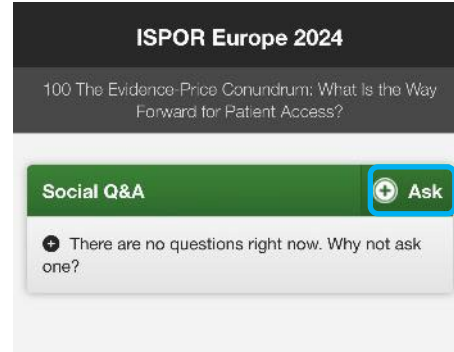 ISPOR Europe 2024
100 The Evidence-Price Conundrum: What Is the Way
Forward for Patient Access?
Social Q&A
Ask
There are no questions right now. Why not ask
one?